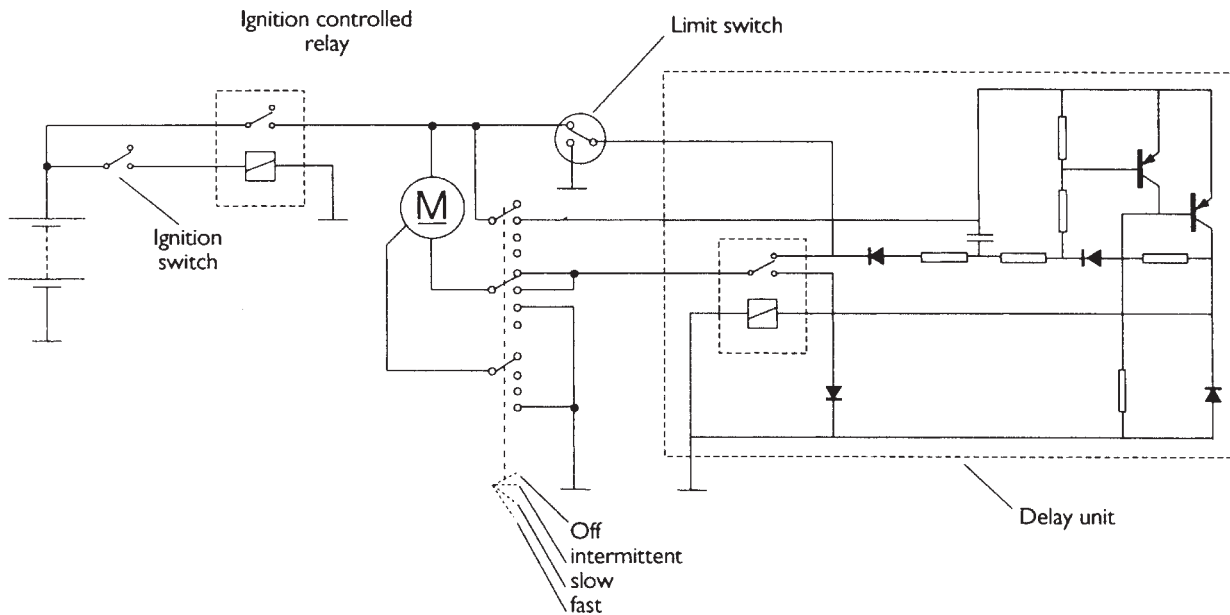 Ignition controlled
relay
Limit switch
M
Ignition
switch
Off
intermittent
slow
fast
Delay unit